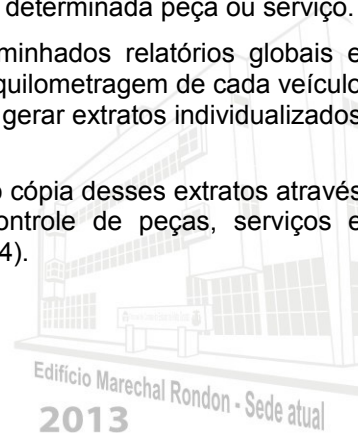 determinada peça ou serviço.
minhados relatórios globais e
quilometragem de cada veículo
gerar extratos individualizados
o cópia desses extratos através
ontrole de peças, serviços e
4).
Edifício Marechal Rondon - Sede atual
2013